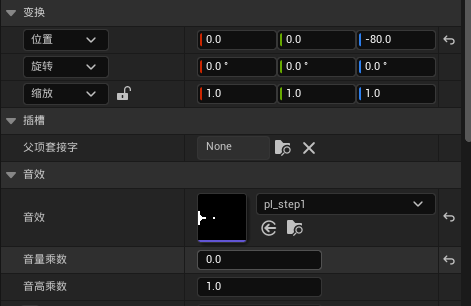 变换
位置 0.0 0.0 -80.0
旋转 0.0 ° 0.0 ° 0.0 °
缩放 1.0 1.0 1.0
插槽
父项套接字 None
音效
音效 pl_step1
音量乘数 0.0
音高乘数 1.0